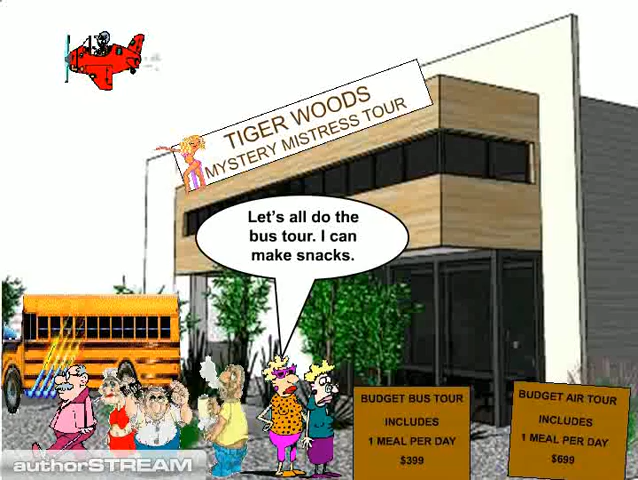 TIGER WOODS
MYSTERY MISTRESS TOUR
Let's all do the
bus tour. I can
make snacks.
BUDGET BUS TOUR
INCLUDES
1 MEAL PER DAY
$399
BUDGET AIR TOUR
INCLUDES
1 MEAL PER DAY
$699
authorSTREAM